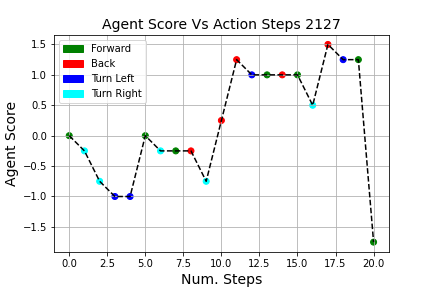 Agent Score Vs Action Steps 2127
Forward
Back
Turn Left
Turn Right
Agent Score
1.5
1.0
0.5
0.0
−0.5
−1.0
−1.5
0.0 2.5 5.0 7.5 10.0 12.5 15.0 17.5 20.0
Num. Steps